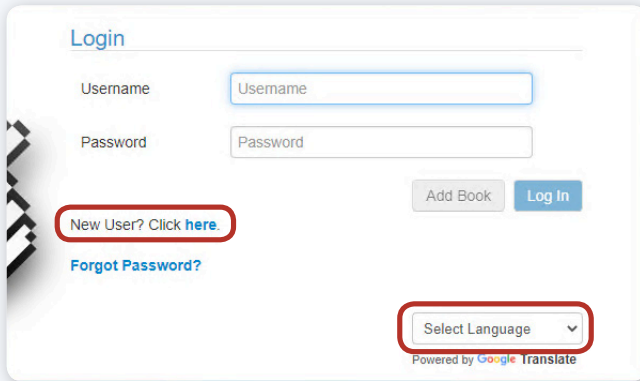 Login
Username
Username
Password
Password
Add Book
Log In
New User? Click here.
Forgot Password?
Select Language
Powered by Google Translate